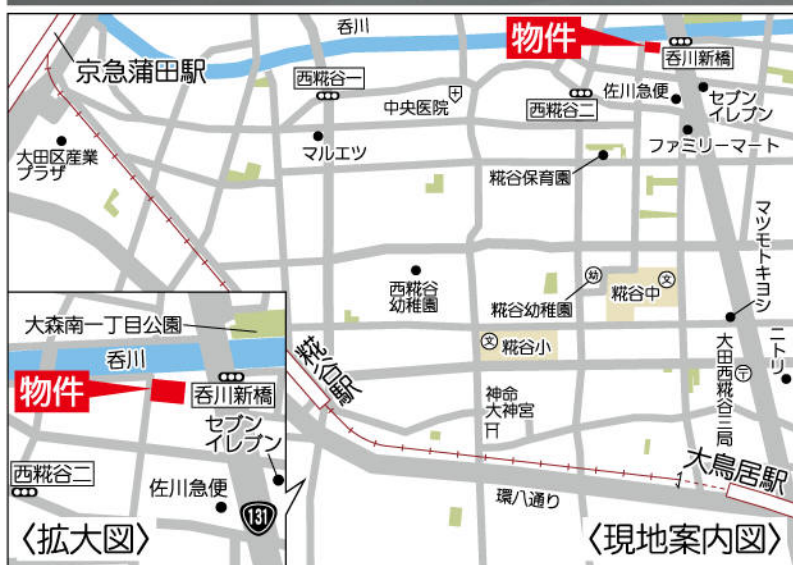 呑川
物件
呑川新橋
京急蒲田駅
西糀谷一
中央医院
西糀谷二
佐川急便
セブン
イレブン
大田区産業
プラザ
マルエツ
ファミリーマート
糀谷保育園
マツモトキヨシ
西糀谷
幼稚園
幼
糀谷幼稚園
糀谷中
文
文
糀谷小
ニトリ
大田西糀谷三局
〒
糀谷駅
神命
大神宮
大鳥居駅
環八通り
〈現地案内図〉
大森南一丁目公園
呑川
物件
呑川新橋
セブン
イレブン
西糀谷二
佐川急便
131
〈拡大図〉